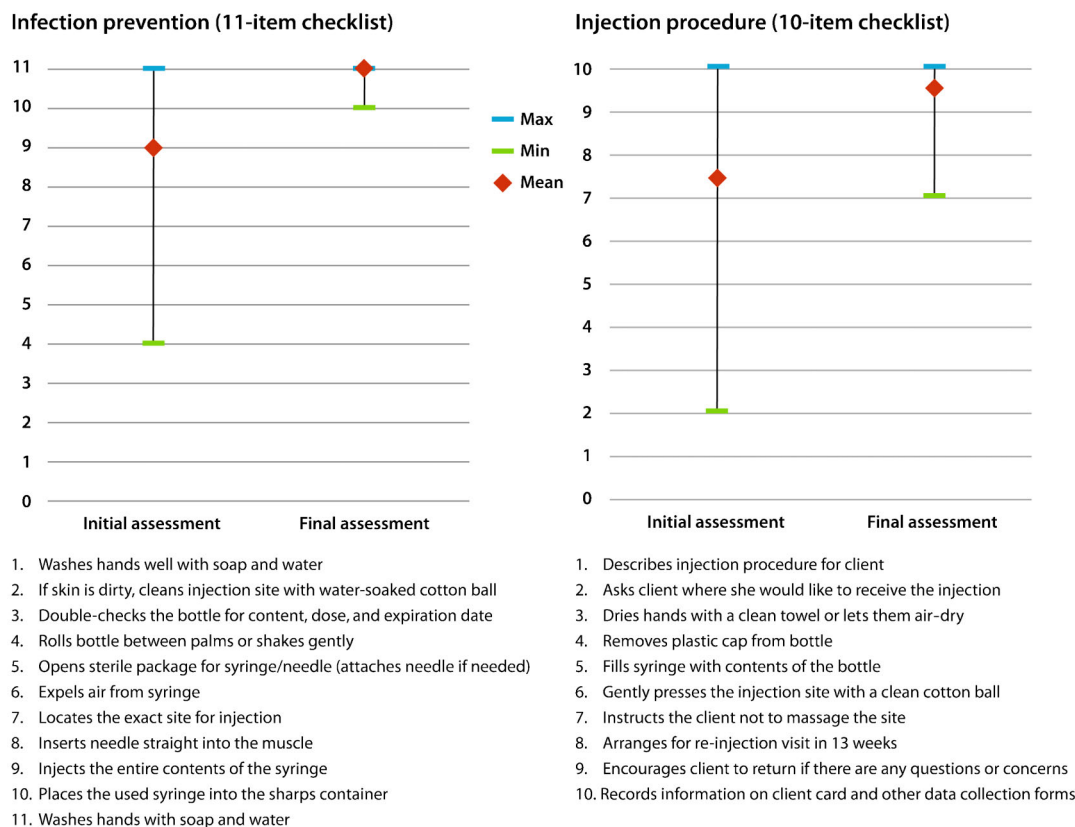 Infection prevention (11-item checklist)
11
10
9
8
7
6
5
4
3
2
1
0
Initial assessment
Final assessment
Max
Min
Mean
1. Washes hands well with soap and water
2. If skin is dirty, cleans injection site with water-soaked cotton ball
3. Double-checks the bottle for content, dose, and expiration date
4. Rolls bottle between palms or shakes gently
5. Opens sterile package for syringe/needle (attaches needle if needed)
6. Expels air from syringe
7. Locates the exact site for injection
8. Inserts needle straight into the muscle
9. Injects the entire contents of the syringe
10. Places the used syringe into the sharps container
11. Washes hands with soap and water
Injection procedure (10-item checklist)
10
9
8
7
6
5
4
3
2
1
0
Initial assessment
Final assessment
1. Describes injection procedure for client
2. Asks client where she would like to receive the injection
3. Dries hands with a clean towel or lets them air-dry
4. Removes plastic cap from bottle
5. Fills syringe with contents of the bottle
6. Gently presses the injection site with a clean cotton ball
7. Instructs the client not to massage the site
8. Arranges for re-injection visit in 13 weeks
9. Encourages client to return if there are any questions or concerns
10. Records information on client card and other data collection forms